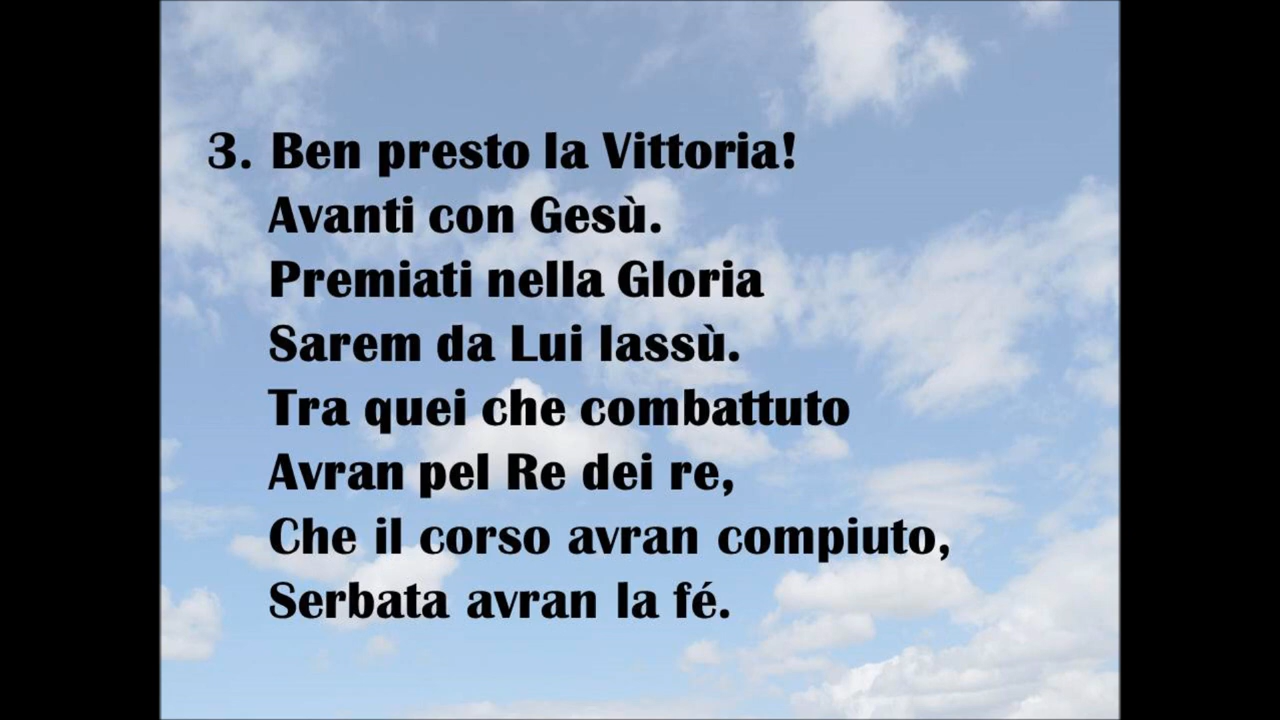 3. Ben presto la Vittoria!
Avanti con Gesù.
Premiati nella Gloria
Sarem da Lui lassù.
Tra quei che combattuto
Avran pel Re dei re,
Che il corso avran compiuto,
Serbata avran la fé.